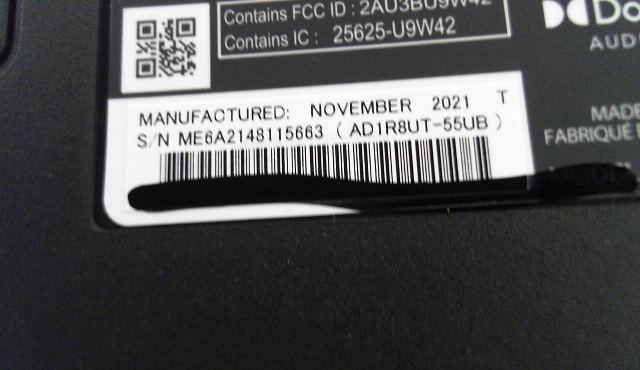 Contains FCC ID : 2AU3BU9W42
Contains IC : 25625-U9W42
AUD
MANUFACTURED: NOVEMBER 2021 T
S/N ME6A2148115663 ( AD1R8UT-55UB )
MADE
FABRIQUÉ